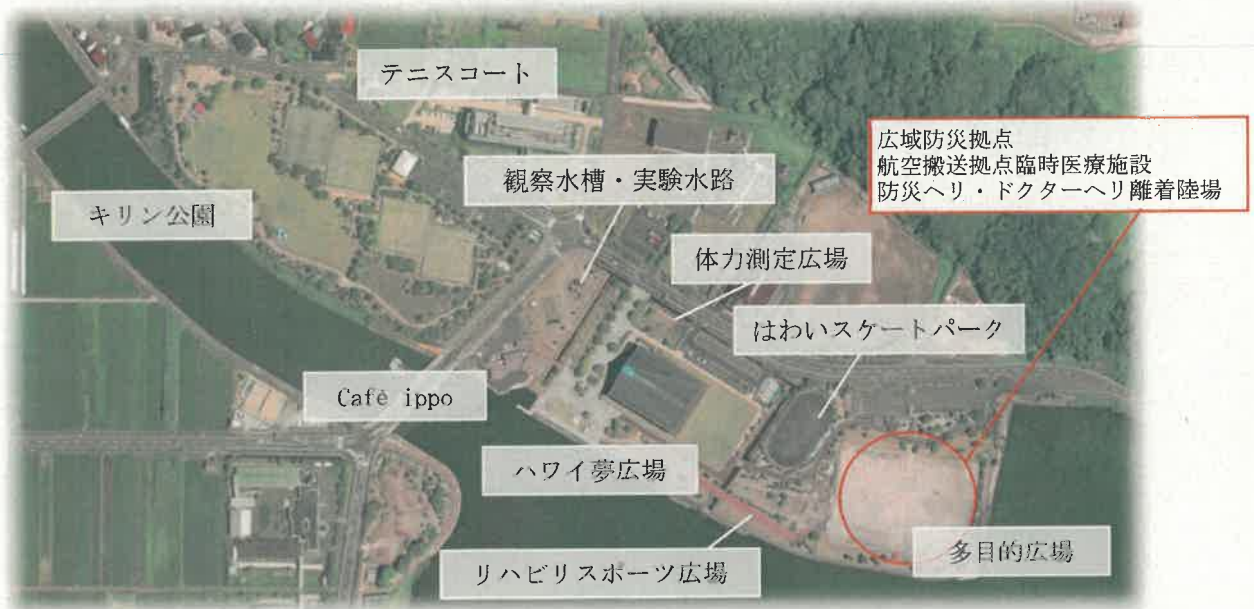 テニスコート
広域防災拠点
航空搬送拠点臨時医療施設
防災ヘリ・ドクターヘリ離着陸場
観察水槽・実験水路
キリン公園
体力測定広場
はわいスケートパーク
Café ippo
ハワイ夢広場
多目的広場
リハビリスポーツ広場